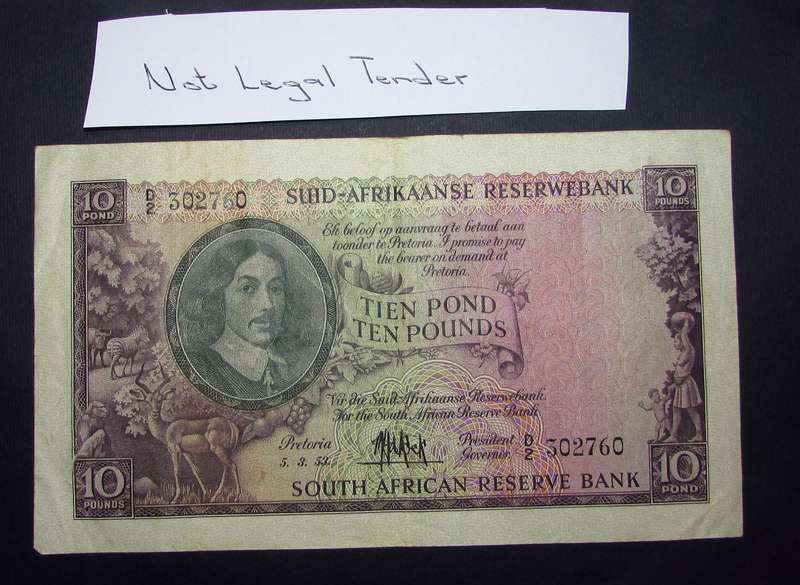 Not Legal Tender
10
POND
D/2 302760
SUID-AFRIKAANSE RESERWEBANK
10
POUNDS
Ek beloof op aanvraag te betaal aan
toonder te Pretoria. I promise to pay
the bearer on demand at
Pretoria.
TIEN POND
TEN POUNDS
Vir die Suid Afrikaanse Reserwebank.
For the South African Reserve Bank
Pretoria
5. 3. 53.
President
Governor.
D/2 302760
10
POUNDS
SOUTH AFRICAN RESERVE BANK
10
POND